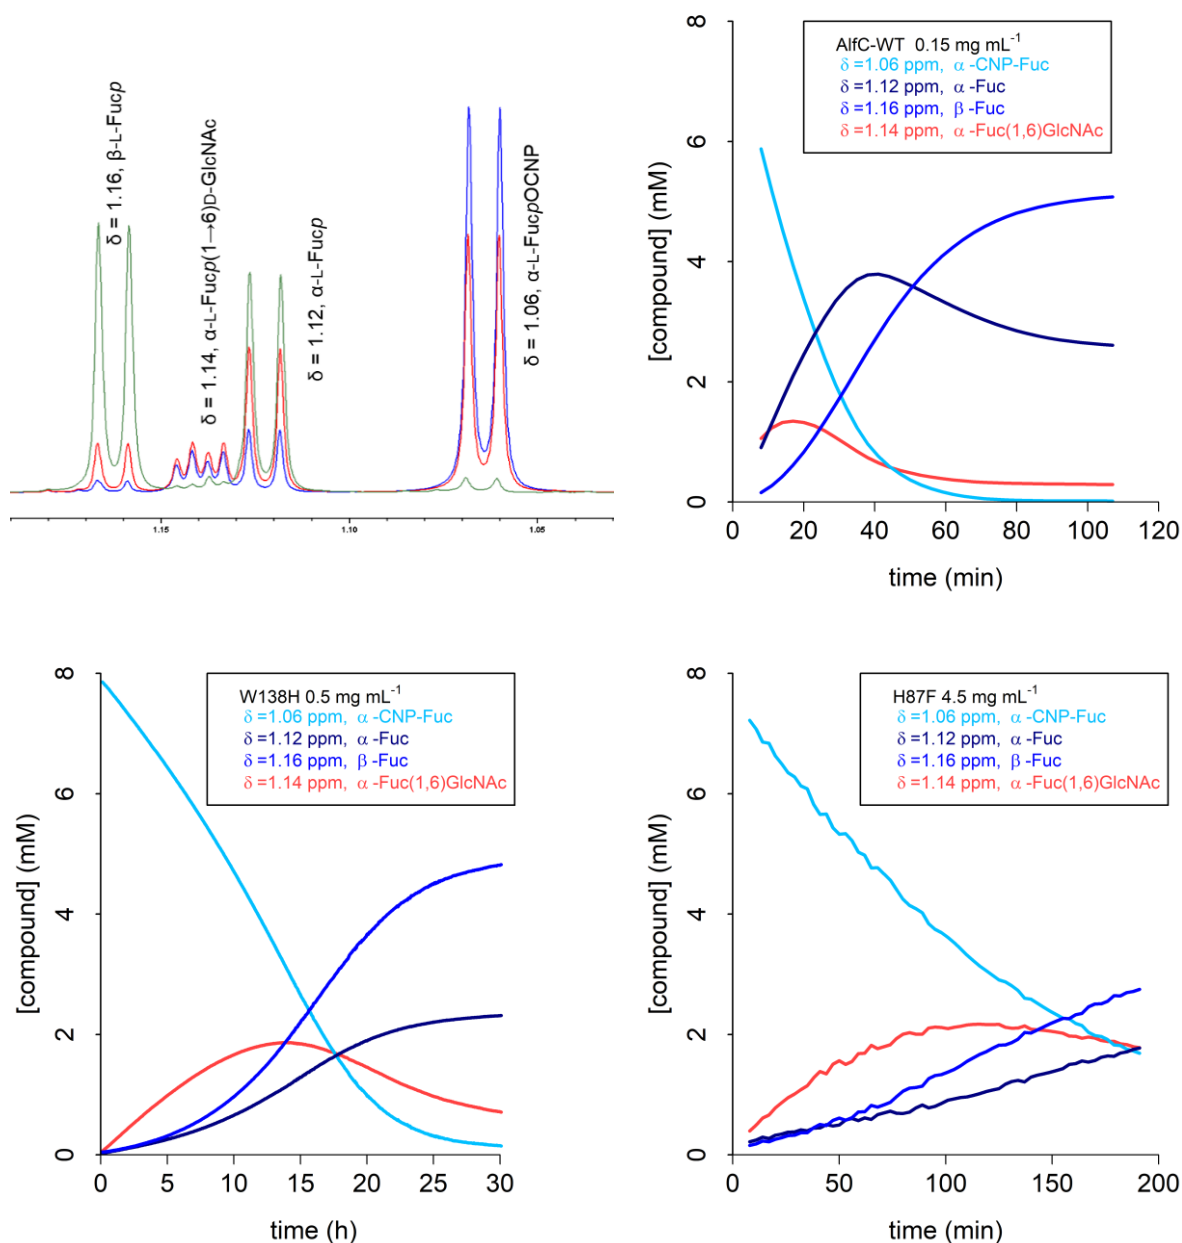 δ = 1.16, β-L-Fucp
δ = 1.14, α-L-Fucp(1→6)D-GlcNAc
δ = 1.12, α-L-Fucp
δ = 1.06, α-L-FucpOCNP
1.15
1.10
1.05
AlfC-WT 0.15 mg mL⁻¹
δ =1.06 ppm, α -CNP-Fuc
δ =1.12 ppm, α -Fuc
δ =1.16 ppm, β -Fuc
δ =1.14 ppm, α -Fuc(1,6)GlcNAc
[compound] (mM)
8
6
4
2
0
0 20 40 60 80 100 120
time (min)
W138H 0.5 mg mL⁻¹
δ =1.06 ppm, α -CNP-Fuc
δ =1.12 ppm, α -Fuc
δ =1.16 ppm, β -Fuc
δ =1.14 ppm, α -Fuc(1,6)GlcNAc
[compound] (mM)
8
6
4
2
0
0 5 10 15 20 25 30
time (h)
H87F 4.5 mg mL⁻¹
δ =1.06 ppm, α -CNP-Fuc
δ =1.12 ppm, α -Fuc
δ =1.16 ppm, β -Fuc
δ =1.14 ppm, α -Fuc(1,6)GlcNAc
[compound] (mM)
8
6
4
2
0
0 50 100 150 200
time (min)